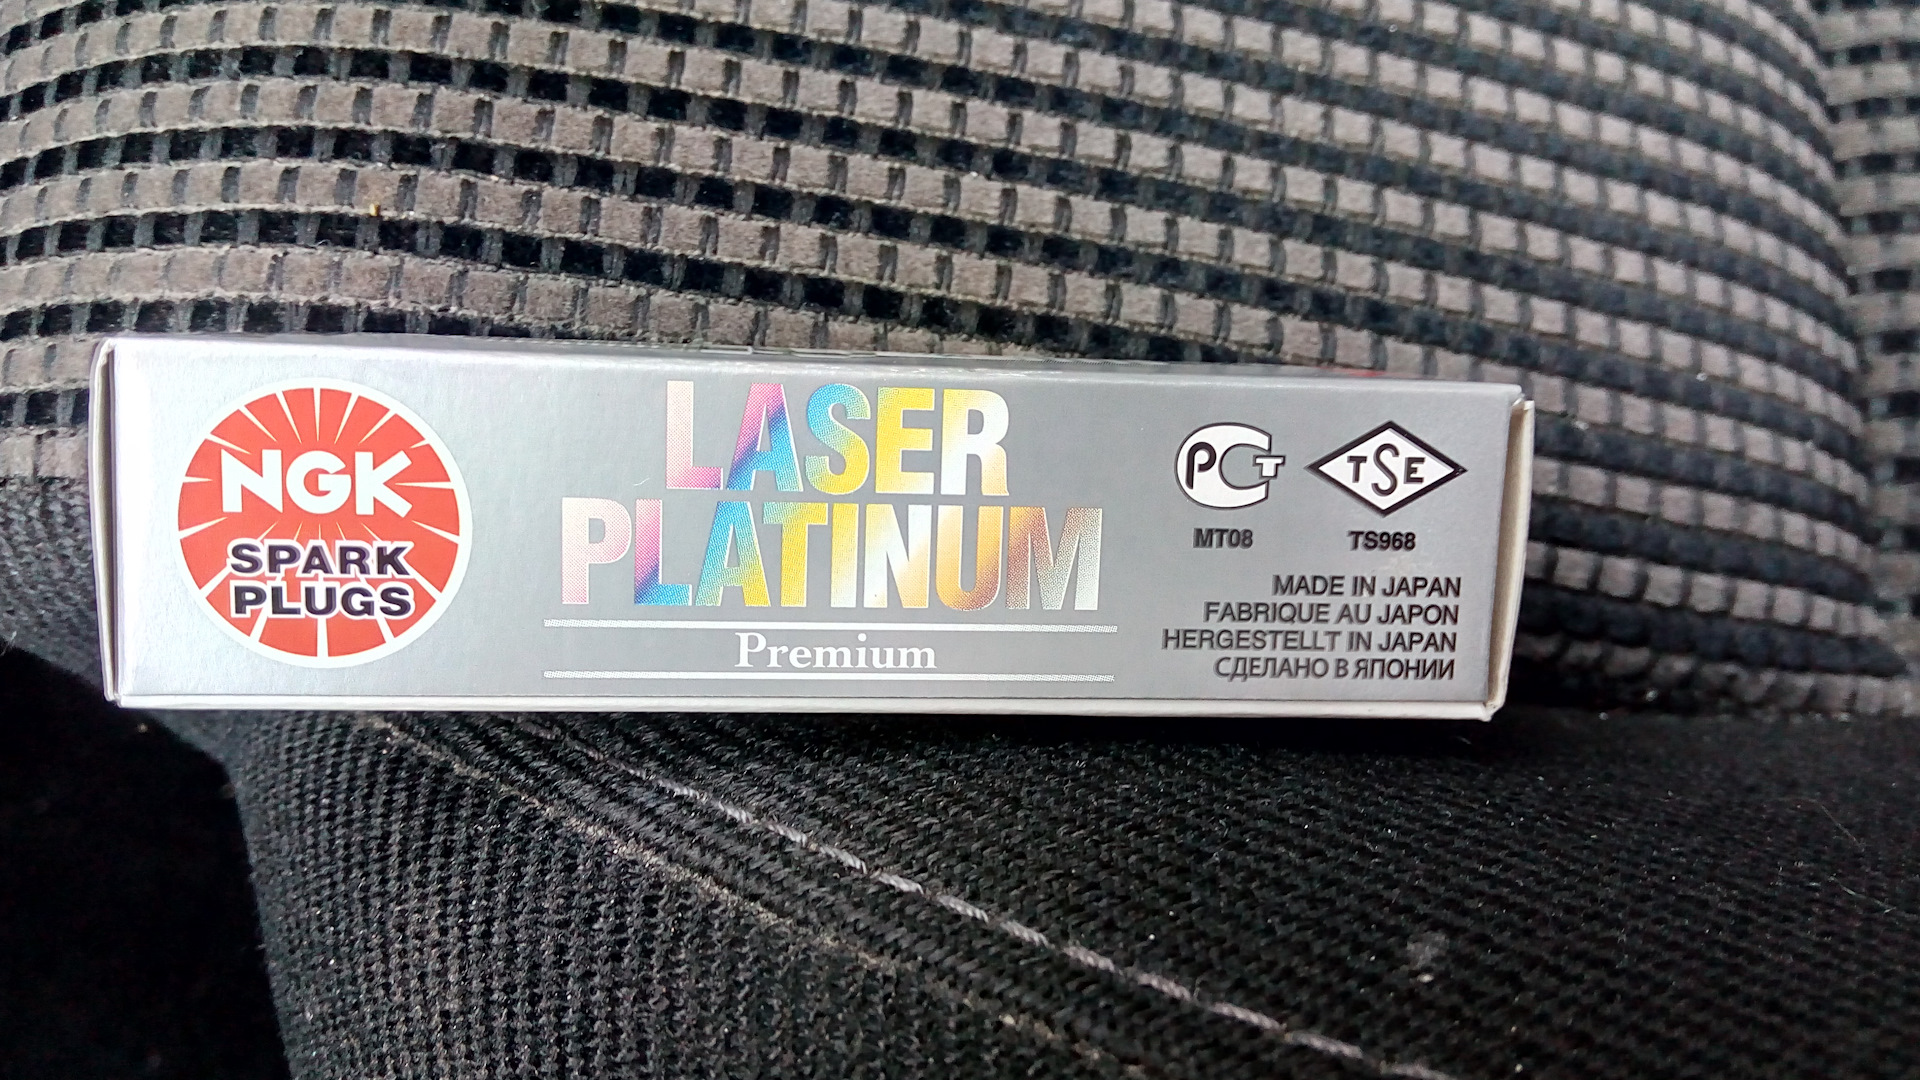 NGK
SPARK
PLUGS
LASER
PLATINUM
Premium
РСТ
TSE
MT08
TS968
MADE IN JAPAN
FABRIQUE AU JAPON
HERGESTELLT IN JAPAN
СДЕЛАНО В ЯПОНИИ